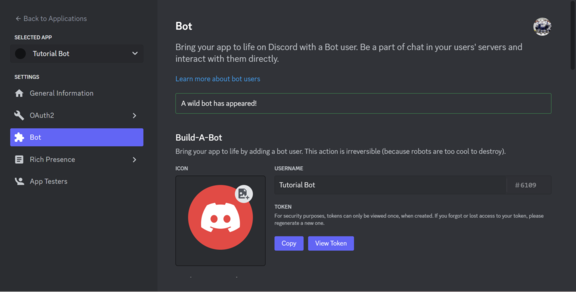 ← Back to Applications
SELECTED APP
Tutorial Bot
SETTINGS
General Information
OAuth2
Bot
Rich Presence
App Testers
Bot
Bring your app to life on Discord with a Bot user. Be a part of chat in your users' servers and
interact with them directly.
Learn more about bot users
A wild bot has appeared!
Build-A-Bot
Bring your app to life by adding a bot user. This action is irreversible (because robots are too cool to destroy).
ICON
USERNAME
Tutorial Bot
#6109
TOKEN
For security purposes, tokens can only be viewed once, when created. If you forgot or lost access to your token, please
regenerate a new one.
Copy
View Token